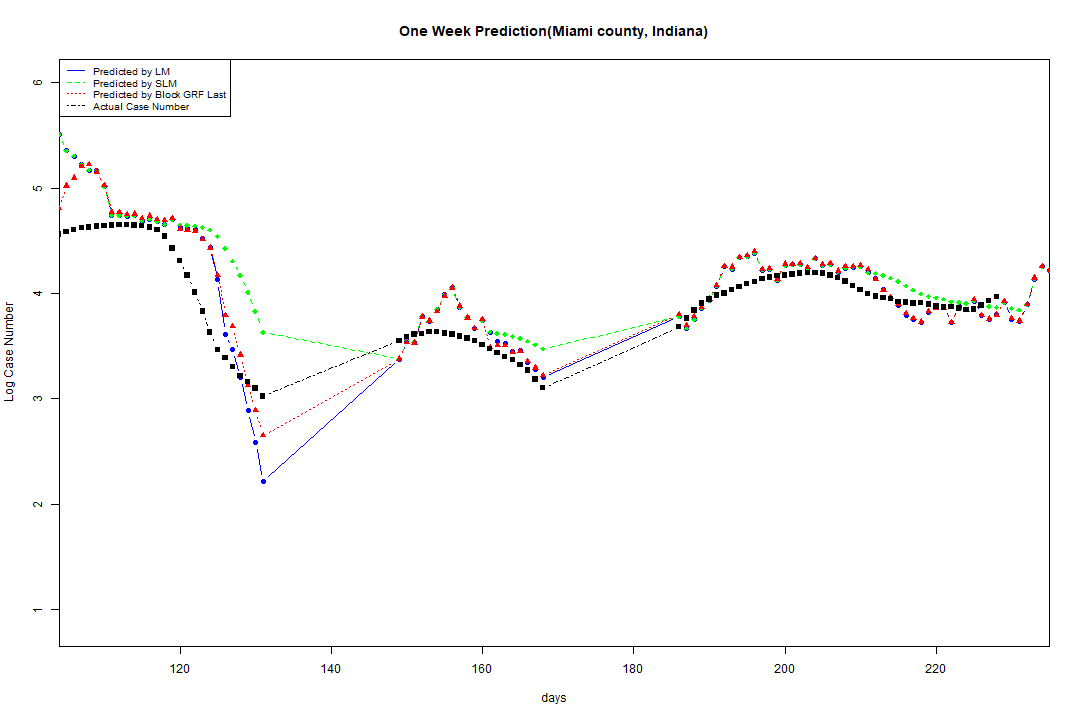 One Week Prediction(Miami county, Indiana)
Predicted by LM
Predicted by SLM
Predicted by Block GRF Last
Actual Case Number
6
5
4
3
2
1
Log Case Number
120 140 160 180 200 220
days